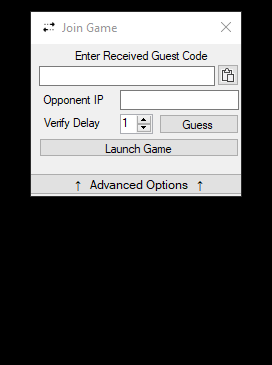 Join Game
Enter Received Guest Code
Opponent IP
Verify Delay 1 Guess
Launch Game
↑ Advanced Options ↑